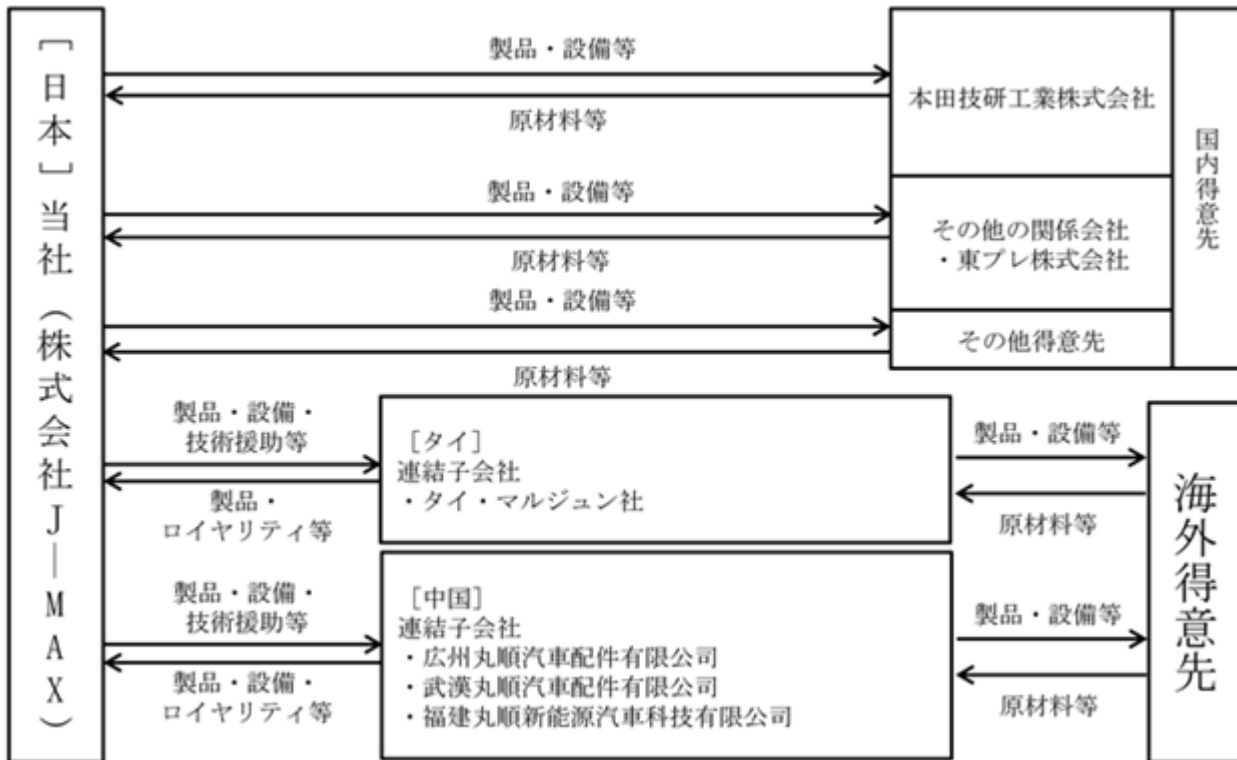 ［日本］当社（株式会社J―MAX）
製品・設備等
原材料等
本田技研工業株式会社
製品・設備等
原材料等
その他の関係会社
・東プレ株式会社
製品・設備等
原材料等
その他得意先
国内得意先
製品・設備・
技術援助等
製品・
ロイヤリティ等
［タイ］
連結子会社
・タイ・マルジュン社
製品・設備等
原材料等
製品・設備・
技術援助等
製品・設備・
ロイヤリティ等
［中国］
連結子会社
・広州丸順汽車配件有限公司
・武漢丸順汽車配件有限公司
・福建丸順新能源汽車科技有限公司
製品・設備等
原材料等
海外得意先